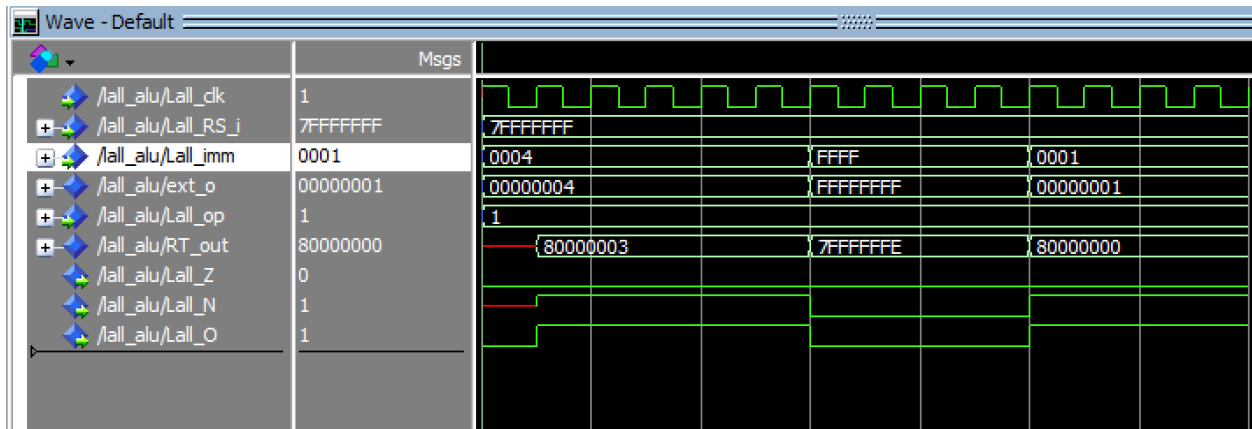 Wave - Default
Msgs
/lall_alu/Lall_clk 1
/lall_alu/Lall_RS_i 7FFFFFFF 7FFFFFFF
/lall_alu/Lall_imm 0001 0004 FFFF 0001
/lall_alu/ext_o 00000001 00000004 FFFFFFFF 00000001
/lall_alu/Lall_op 1 1
/lall_alu/RT_out 80000000 80000003 7FFFFFFE 80000000
/lall_alu/Lall_Z 0
/lall_alu/Lall_N 1
/lall_alu/Lall_O 1